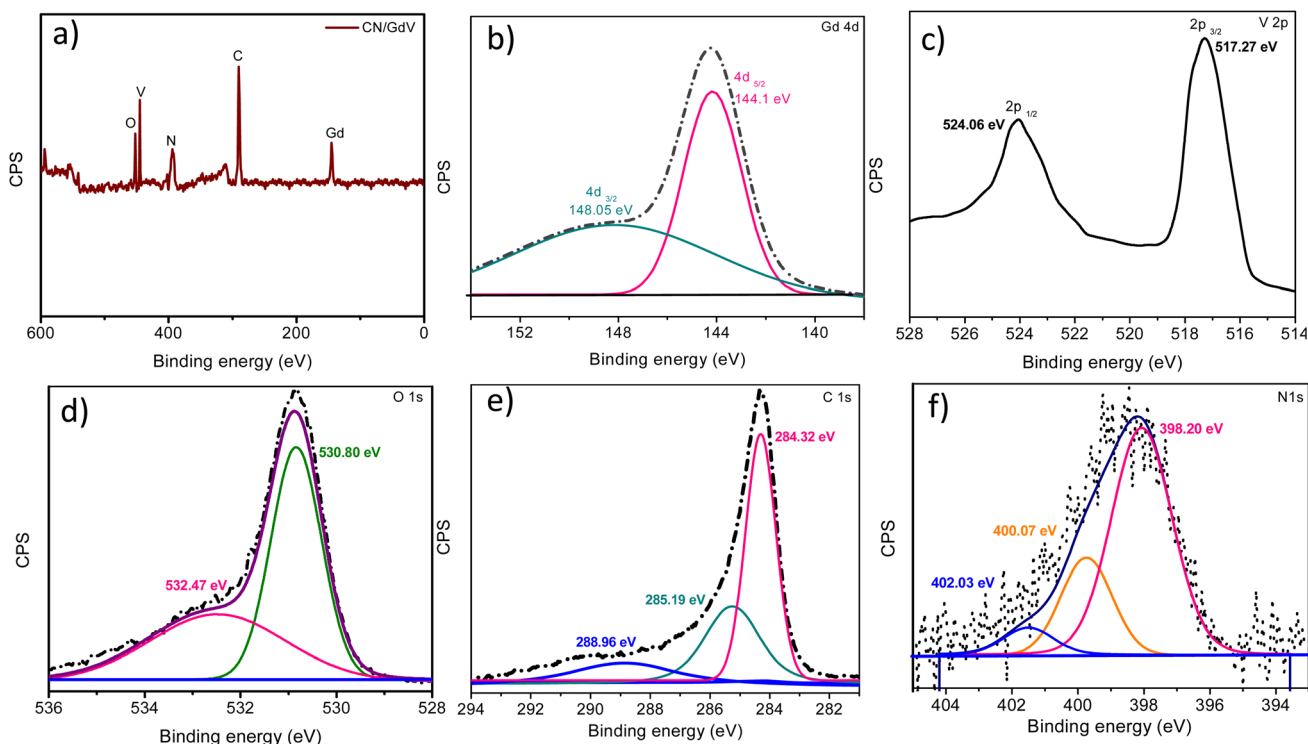 a)
CN/GdV
C
V
O
N
Gd
CPS
600
400
200
0
Binding energy (eV)
b)
Gd 4d
4d 5/2
144.1 eV
4d 3/2
148.05 eV
CPS
152
148
144
140
Binding energy (eV)
c)
V 2p
2p 3/2
517.27 eV
2p 1/2
524.06 eV
CPS
528
526
524
522
520
518
516
514
Binding energy (eV)
d)
O 1s
530.80 eV
532.47 eV
CPS
536
534
532
530
528
Binding energy (eV)
e)
C 1s
284.32 eV
285.19 eV
288.96 eV
CPS
294
292
290
288
286
284
282
Binding energy (eV)
f)
N1s
398.20 eV
400.07 eV
402.03 eV
CPS
404
402
400
398
396
394
Binding energy (eV)